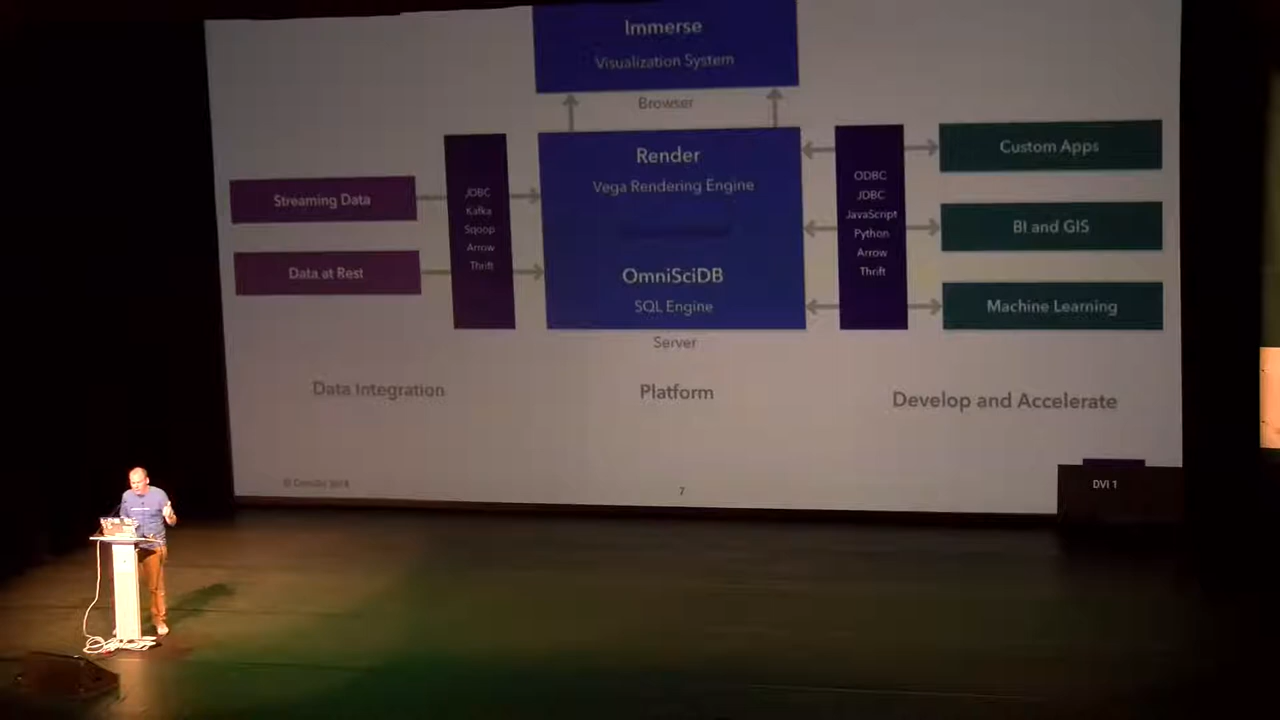 Immerse
Visualization System
Browser
Render
Vega Rendering Engine
OmniSciDB
SQL Engine
Server
Streaming Data
Data at Rest
JDBC
Kafka
Sqoop
Arrow
Thrift
ODBC
JDBC
JavaScript
Python
Arrow
Thrift
Custom Apps
BI and GIS
Machine Learning
Data Integration
Platform
Develop and Accelerate
7
DVI 1